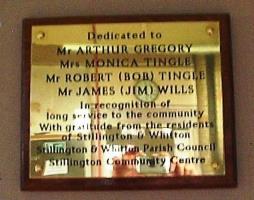 Dedicated to
Mr ARTHUR GREGORY
Mrs MONICA TINGLE
Mr ROBERT (BOB) TINGLE
Mr JAMES (JIM) WILLS
In recognition of
long service to the community
With gratitude from the residents
of Stillington & Whitton
Stillington & Whitton Parish Council
Stillington Community Centre